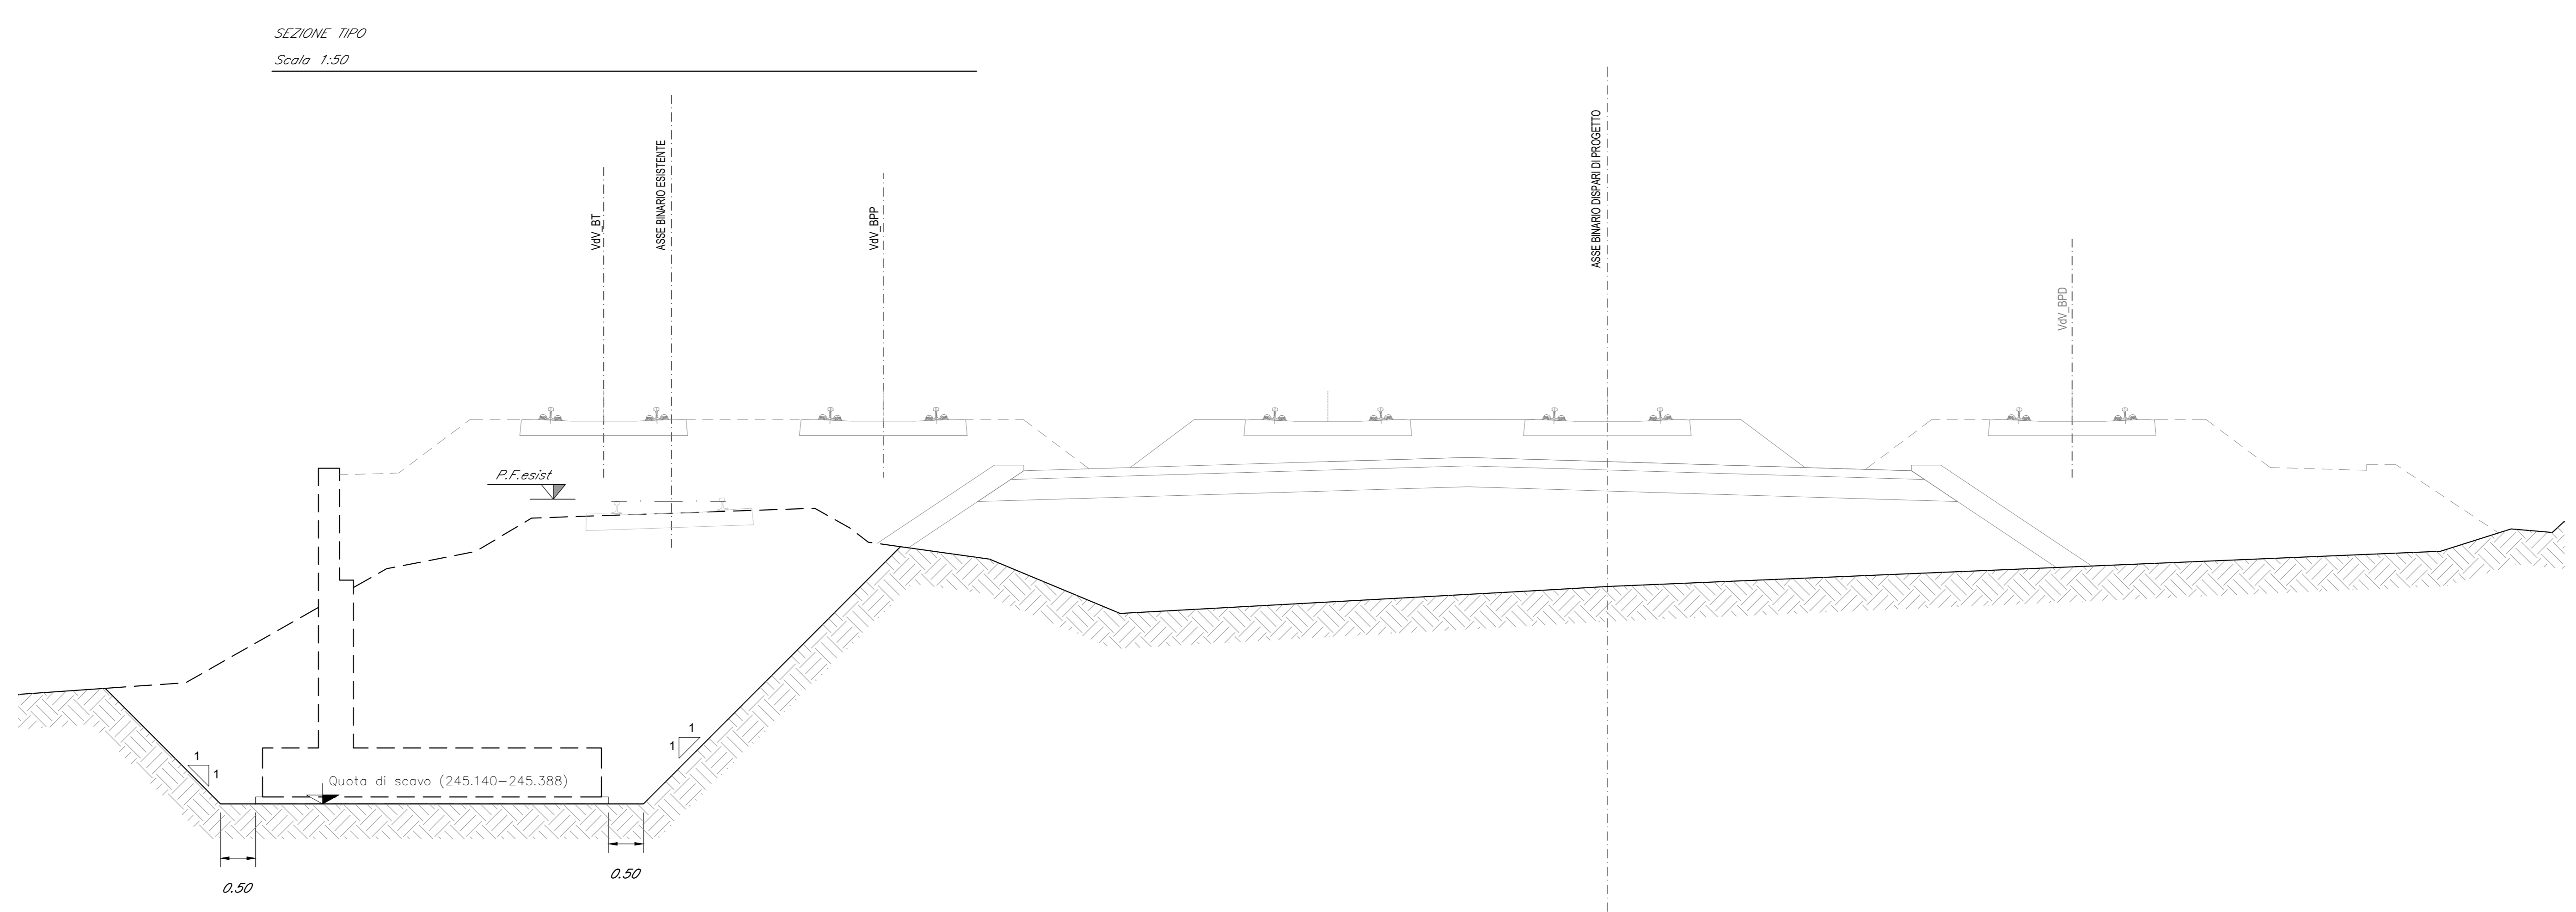 SEZIONE TIPO
Scala 1:50
VdV_BT
ASSE BINARIO ESISTENTE
VdV_BPP
ASSE BINARIO DISPARI DI PROGETTO
VdV_BPD
P.F.esist
1
1
1
1
Quota di scavo (245.140-245.388)
0.50
0.50